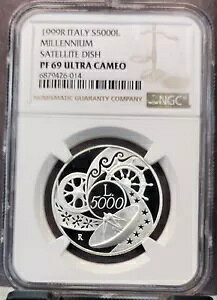 1999R ITALY S5000L
MILLENNIUM
SATELLITE DISH
PF 69 ULTRA CAMEO
6879426-014
NGC
NUMISMATIC GUARANTY COMPANY
L.
5000
R